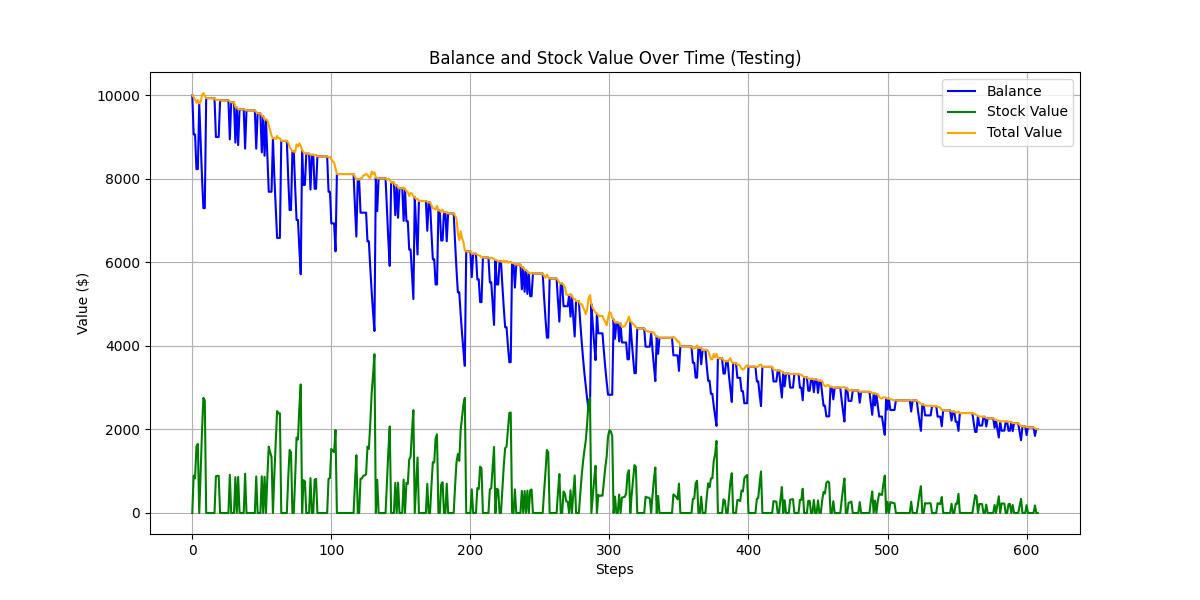 Balance and Stock Value Over Time (Testing)
Balance
Stock Value
Total Value
Value ($)
10000
8000
6000
4000
2000
0
0 100 200 300 400 500 600
Steps